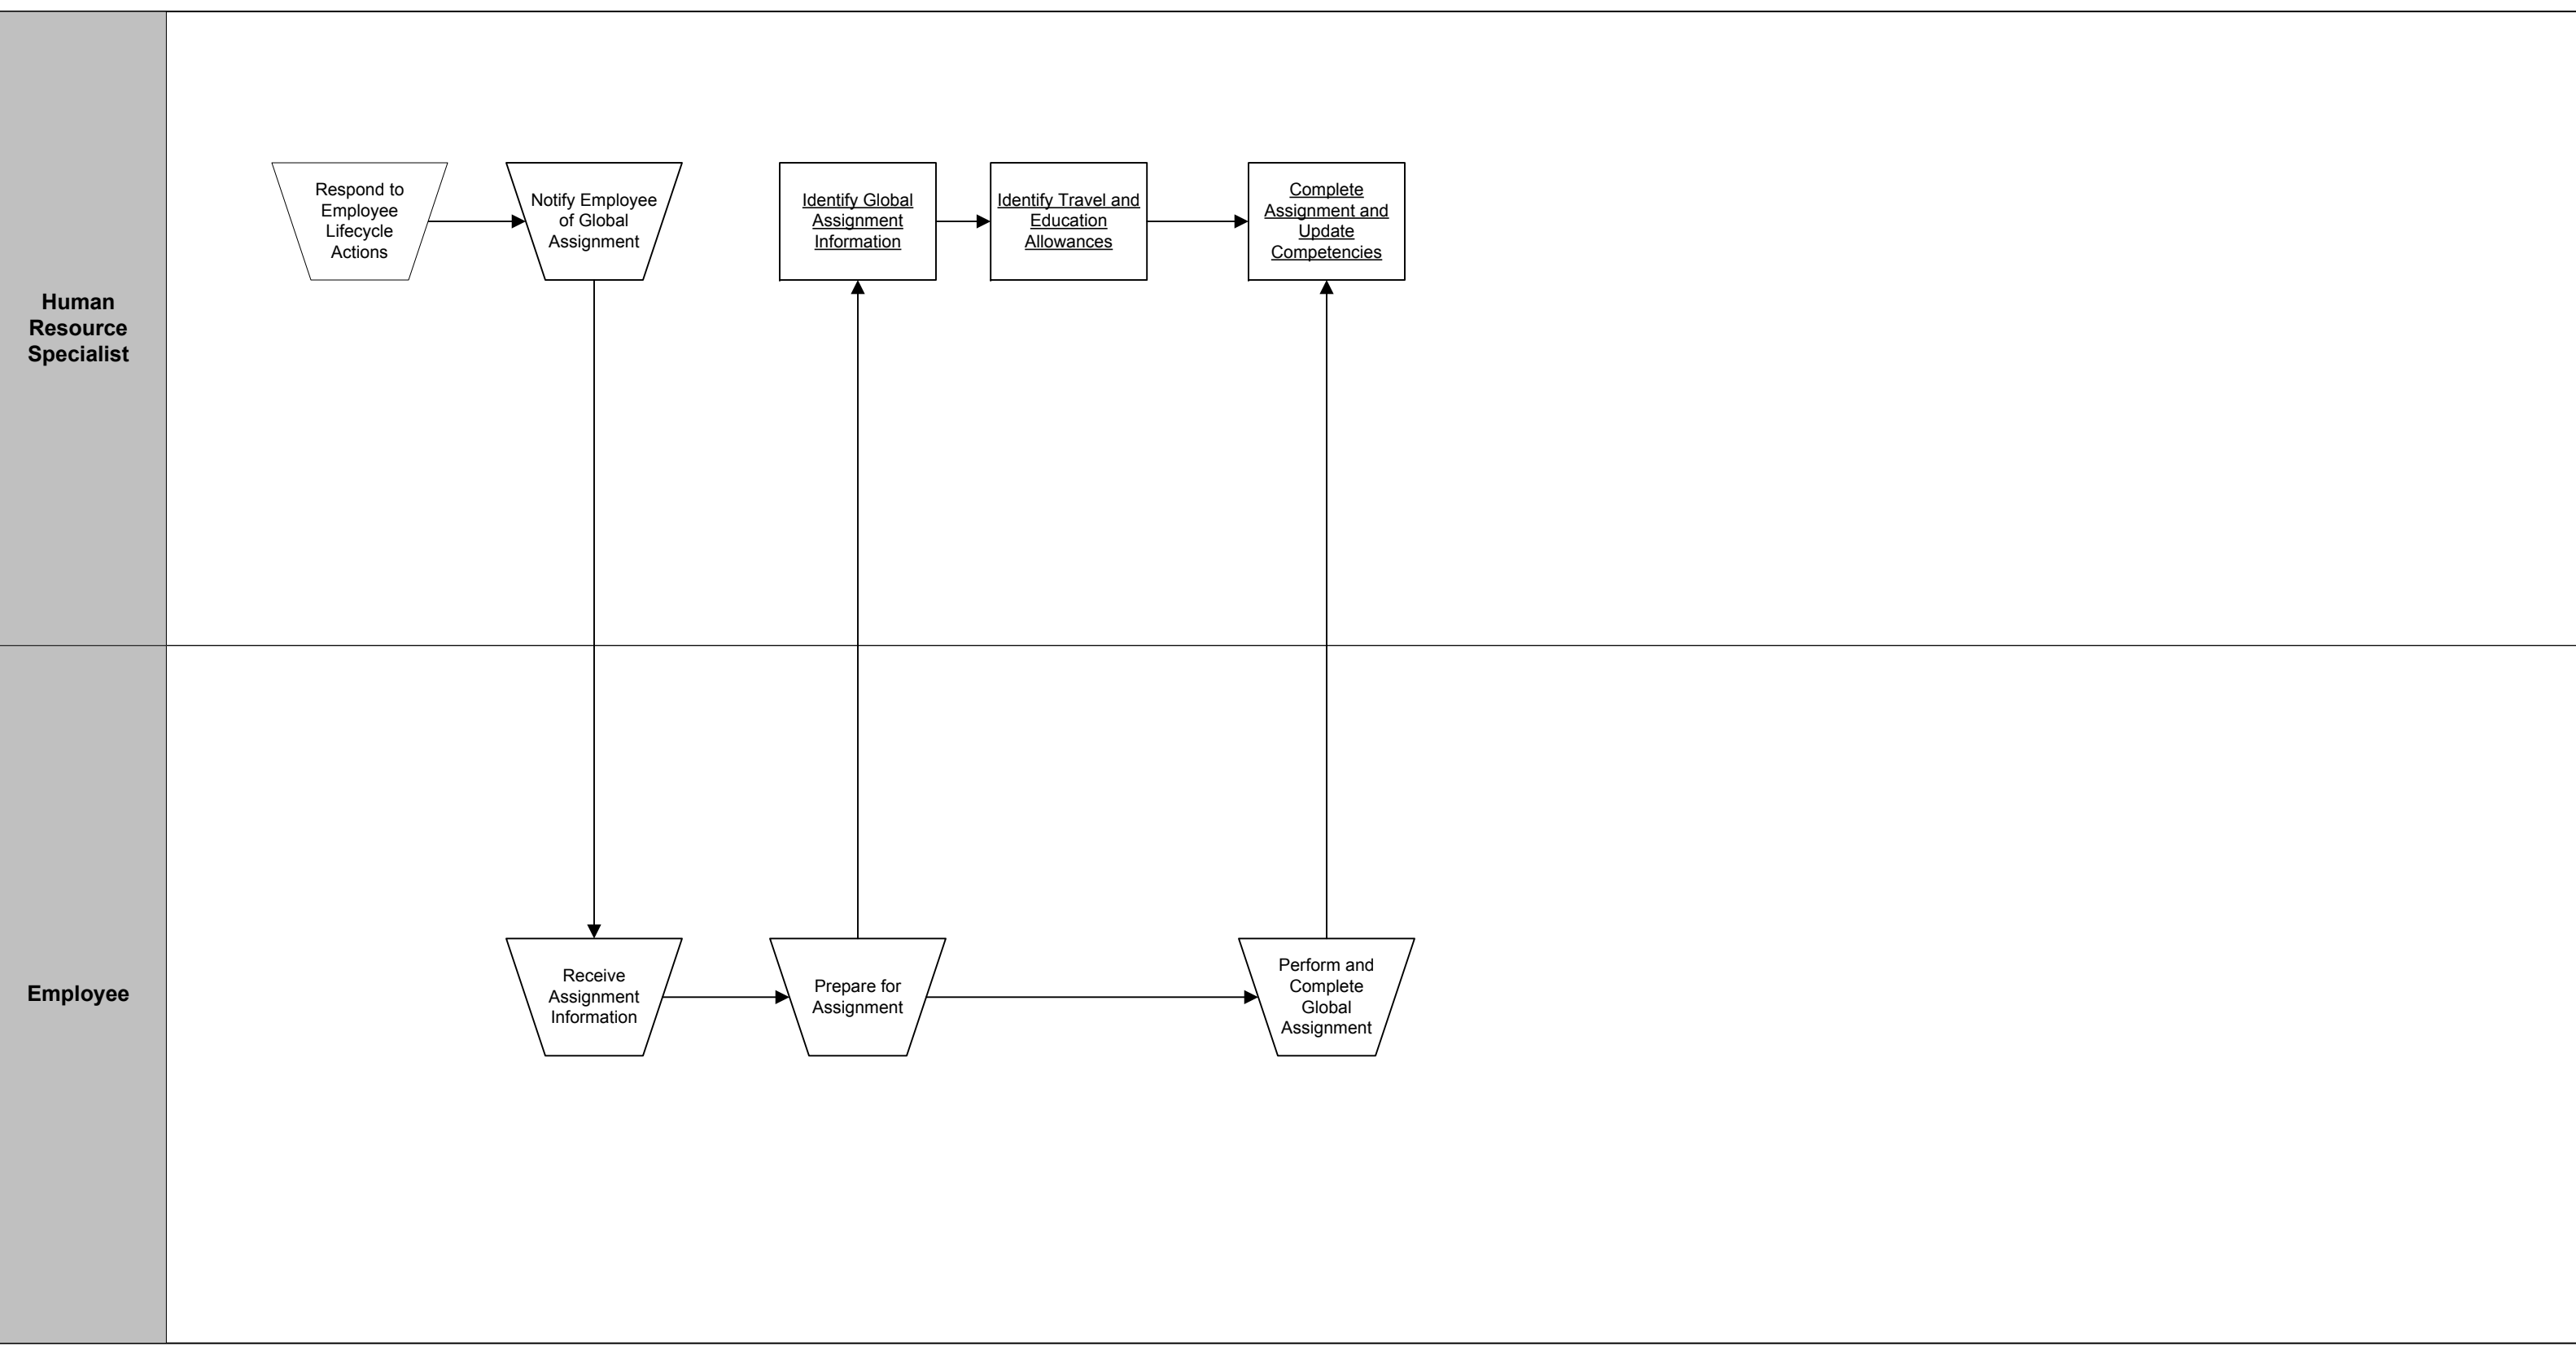 Human
Resource
Specialist
Respond to
Employee
Lifecycle
Actions
Notify Employee
of Global
Assignment
Identify Global
Assignment
Information
Identify Travel and
Education
Allowances
Complete
Assignment and
Update
Competencies
Employee
Receive
Assignment
Information
Prepare for
Assignment
Perform and
Complete
Global
Assignment